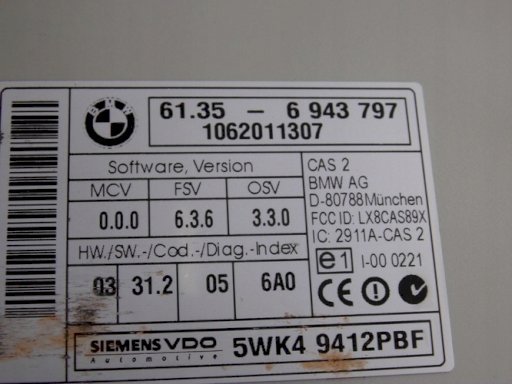 BMW
61.35 - 6 943 797
1062011307
Software, Version
MCV FSV OSV
0.0.0 6.3.6 3.3.0
HW./SW.-/Cod.-/Diag.-Index
03 31.2 05 6A0
CAS 2
BMW AG
D-80788München
FCC ID: LX8CAS89X
IC: 2911A-CAS 2
e1 I-00 0221
CE
SIEMENS VDO
Automotive
5WK4 9412PBF